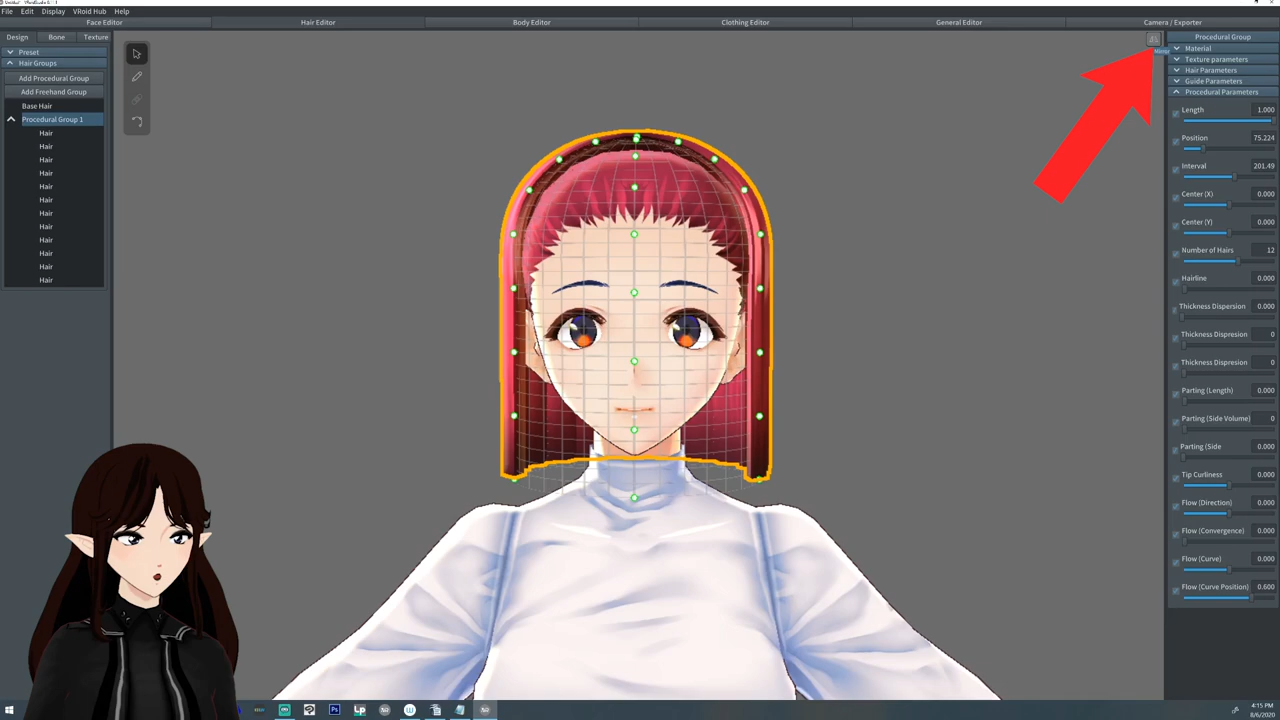 File Edit Display VRoid Hub Help
Face Editor Hair Editor Body Editor Clothing Editor General Editor Camera / Exporter
Design Bone Texture
Preset
Hair Groups
Add Procedural Group
Add Freehand Group
Base Hair
Procedural Group 1
Hair
Hair
Hair
Hair
Hair
Hair
Hair
Hair
Hair
Hair
Hair
Hair
Mirror
Procedural Group
Material
Texture parameters
Hair Parameters
Guide Parameters
Procedural Parameters
Length 1.000
Position 75.224
Interval 201.49
Center (X) 0.000
Center (Y) 0.000
Number of Hairs 12
Hairline 0.000
Thickness Dispersion 0.000
Thickness Dispresion 0
Thickness Dispresion 0
Parting (Length) 0.000
Parting (Side Volume) 0
Parting (Side 0.000
Tip Curliness 0.000
Flow (Direction) 0.000
Flow (Convergence) 0.000
Flow (Curve) 0.000
Flow (Curve Position) 0.600
Ps
4:15 PM
8/6/2020